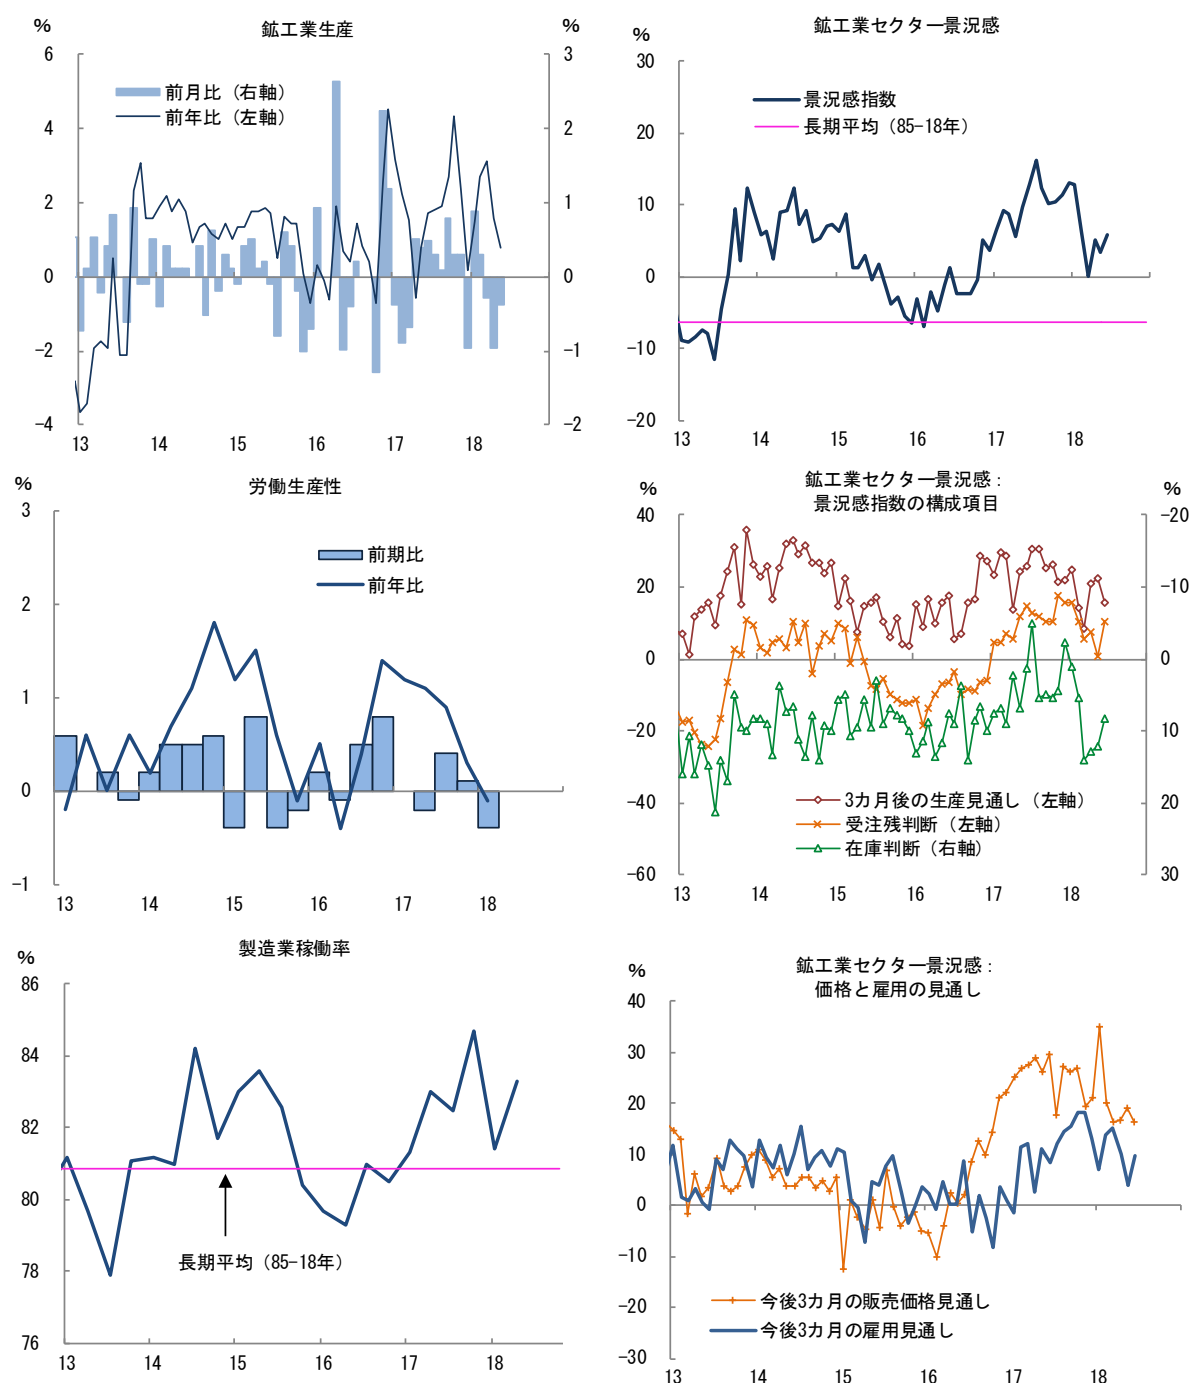 鉱工業生産
%
%
6
4
2
0
-2
-4
3
2
1
0
-1
-2
前月比（右軸）
前年比（左軸）
13 14 15 16 17 18
鉱工業セクター景況感
%
30
20
10
0
-10
-20
景況感指数
長期平均（85-18年）
13 14 15 16 17 18
労働生産性
%
3
2
1
0
-1
前期比
前年比
13 14 15 16 17 18
鉱工業セクター景況感：
景況感指数の構成項目
%
%
40
20
0
-20
-40
-60
-20
-10
0
10
20
30
3カ月後の生産見通し（左軸）
受注残判断（左軸）
在庫判断（右軸）
13 14 15 16 17 18
製造業稼働率
%
86
84
82
80
78
76
長期平均（85-18年）
13 14 15 16 17 18
鉱工業セクター景況感：
価格と雇用の見通し
%
40
30
20
10
0
-10
-20
-30
今後3カ月の販売価格見通し
今後3カ月の雇用見通し
13 14 15 16 17 18